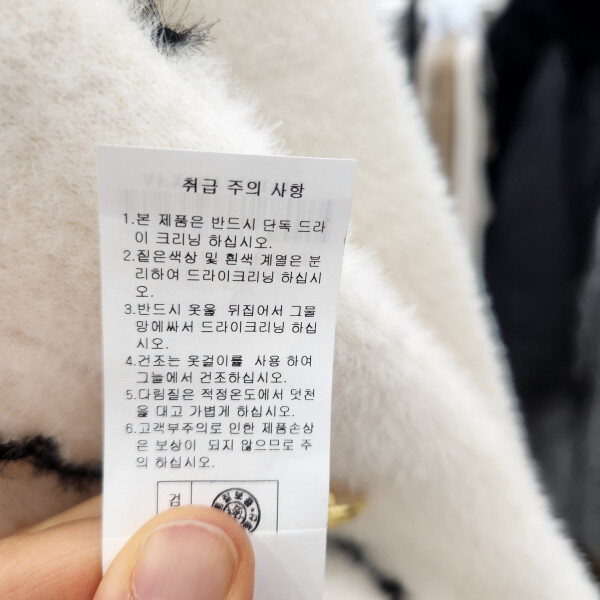 취급 주의 사항
1.본 제품은 반드시 단독 드라
이 크리닝 하십시오.
2.짙은색상 및 흰색 계열은 분
리하여 드라이크리닝 하십시
오.
3.반드시 옷을 뒤집어서 그물
망에싸서 드라이크리닝 하십
시오.
4.건조는 옷걸이를 사용 하여
그늘에서 건조하십시오.
5.다림질은 적정온도에서 덧천
을 대고 가볍게 하십시오.
6.고객부주의로 인한 제품손상
은 보상이 되지 않으므로 주
의 하십시오.
검